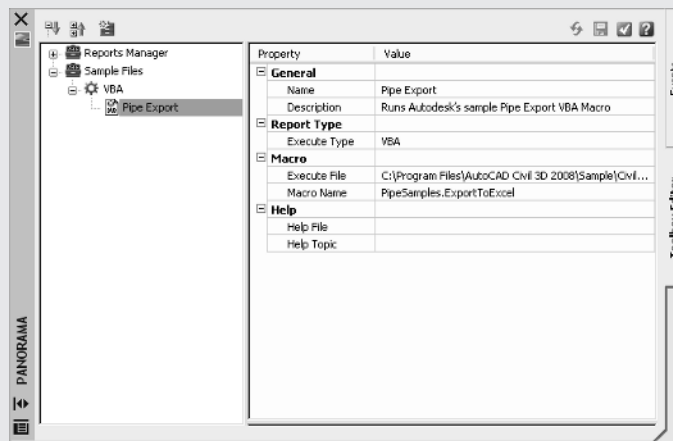 Reports Manager
Sample Files
VBA
Pipe Export
Property Value
General
Name Pipe Export
Description Runs Autodesk's sample Pipe Export VBA Macro
Report Type
Execute Type VBA
Macro
Execute File C:\Program Files\AutoCAD Civil 3D 2008\Sample\Civil...
Macro Name PipeSamples.ExportToExcel
Help
Help File
Help Topic
PANORAMA